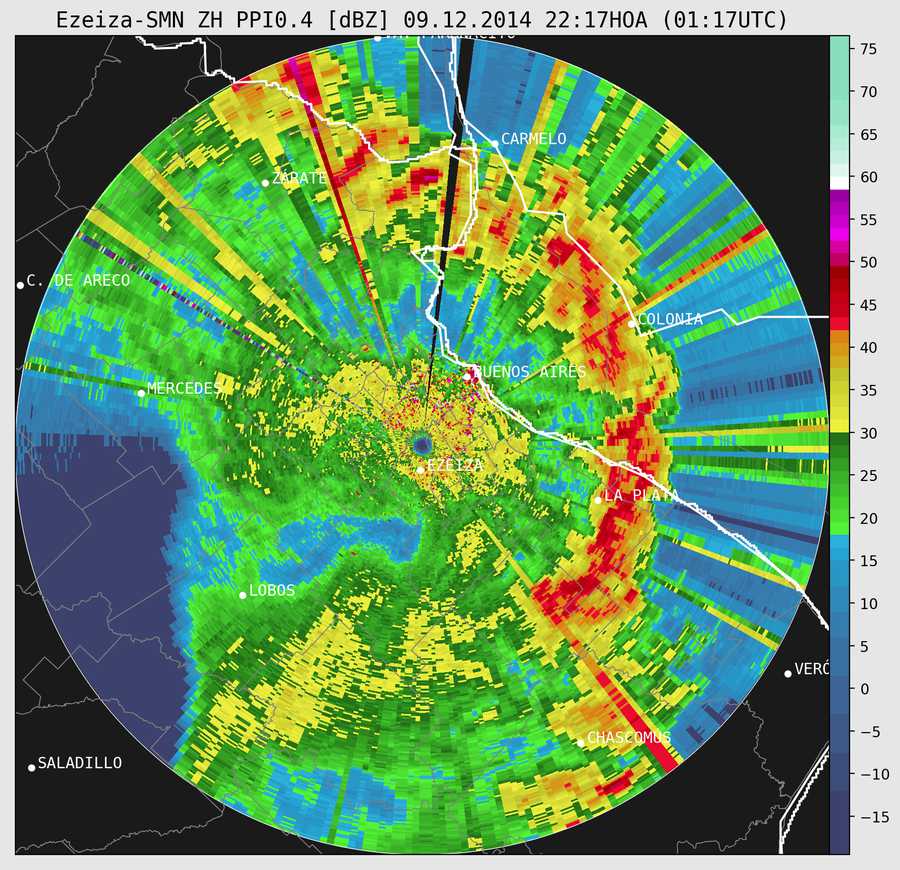 Ezeiza-SMN ZH PPI0.4 [dBZ] 09.12.2014 22:17HOA (01:17UTC)
CARMELO
ZÁRATE
C. DE ARECO
COLONIA
MERCEDES
BUENOS AIRES
EZEIZA
LA PLATA
LOBOS
VERÓ
CHASCOMUS
SALADILLO
75
70
65
60
55
50
45
40
35
30
25
20
15
10
5
0
−5
−10
−15